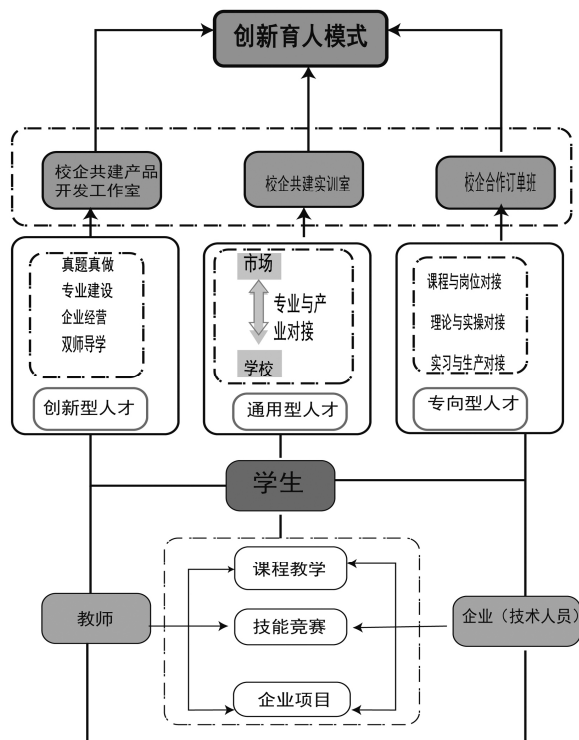 创新育人模式
校企共建产品
开发工作室
校企共建实训室
校企合作订单班
真题真做
专业建设
企业经营
双师导学
创新型人才
市场
专业与产
业对接
学校
通用型人才
课程与岗位对接
理论与实操对接
实习与生产对接
专向型人才
学生
课程教学
教师
技能竞赛
企业（技术人员）
企业项目